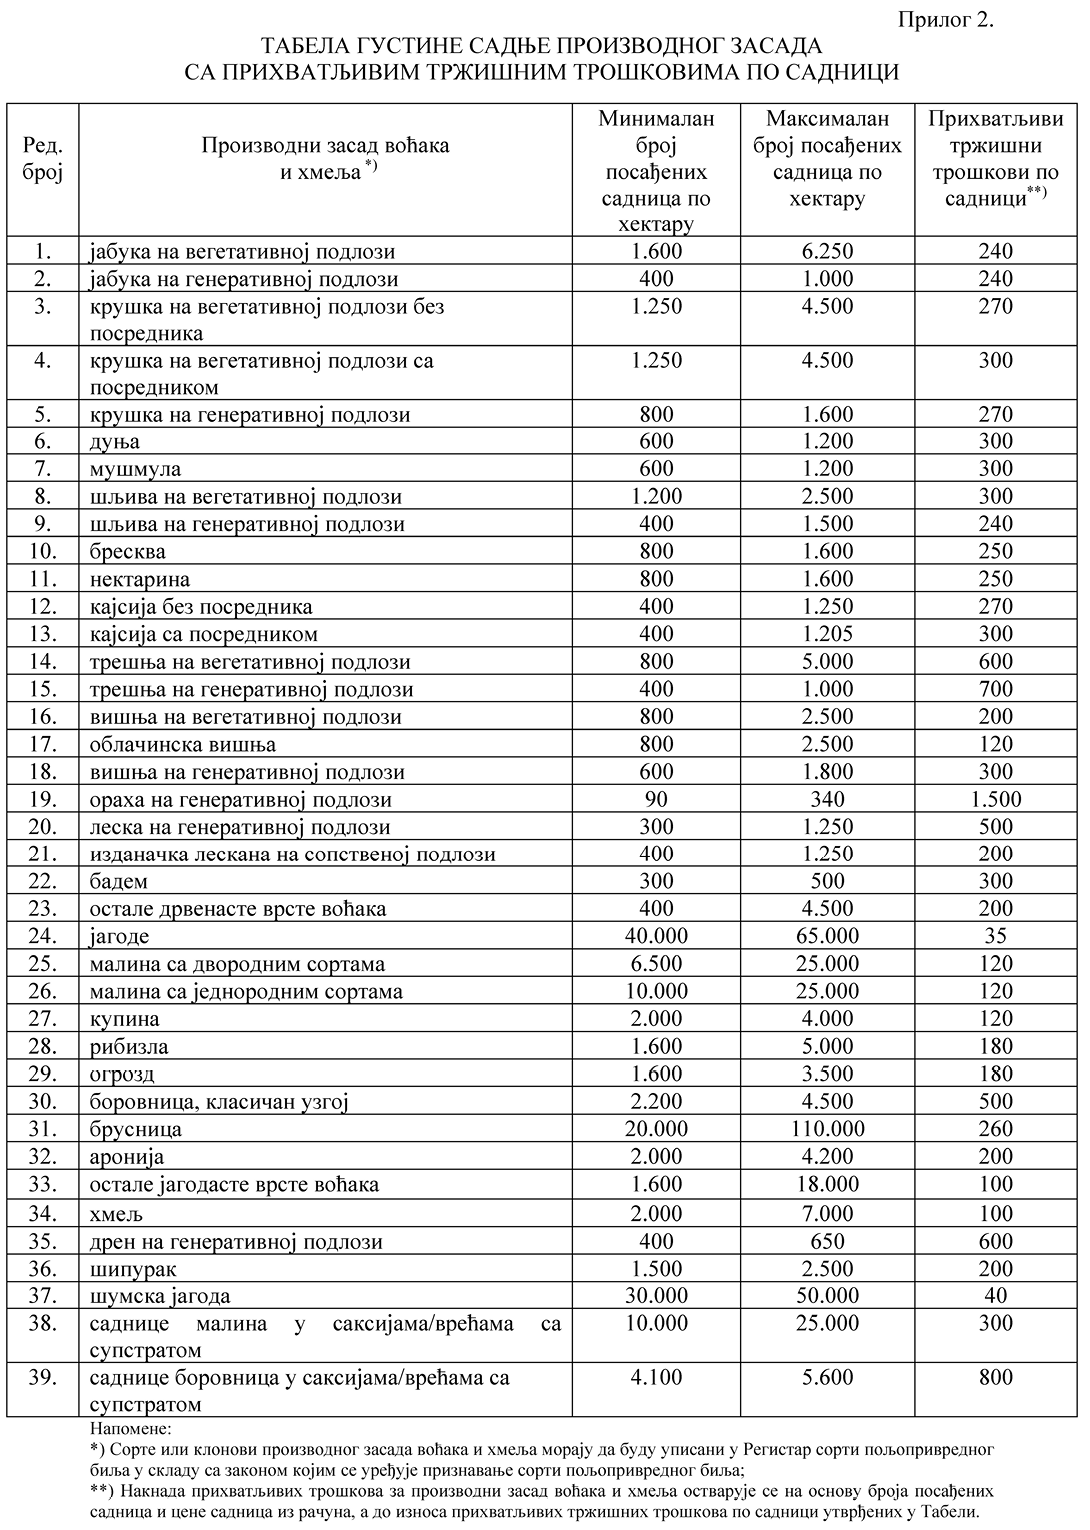 Прилог 2.
ТАБЕЛА ГУСТИНЕ САДЊЕ ПРОИЗВОДНОГ ЗАСАДА
СА ПРИХВАТЉИВИМ ТРЖИШНИМ ТРОШКОВИМА ПО САДНИЦИ
Ред. број Производни засад воћака и хмеља *) Минималан број посађених садница по хектару Максималан број посађених садница по хектару Прихватљиви тржишни трошкови по садници**)
1. јабука на вегетативној подлози 1.600 6.250 240
2. јабука на генеративној подлози 400 1.000 240
3. крушка на вегетативној подлози без 1.250 4.500 270
посредника
4. крушка на вегетативној подлози са 1.250 4.500 300
посредником
5. крушка на генеративној подлози 800 1.600 270
6. дуња 600 1.200 300
7. мушмула 600 1.200 300
8. шљива на вегетативној подлози 1.200 2.500 300
9. шљива на генеративној подлози 400 1.500 240
10. бресква 800 1.600 250
11. нектарина 800 1.600 250
12. кајсија без посредника 400 1.250 270
13. кајсија са посредником 400 1.205 300
14. трешња на вегетативној подлози 800 5.000 600
15. трешња на генеративној подлози 400 1.000 700
16. вишња на вегетативној подлози 800 2.500 200
17. облачинска вишња 800 2.500 120
18. вишња на генеративној подлози 600 1.800 300
19. ораха на генеративној подлози 90 340 1.500
20. леска на генеративној подлози 300 1.250 500
21. изданачка лескана на сопственој подлози 400 1.250 200
22. бадем 300 500 300
23. остале дрвенасте врсте воћака 400 4.500 200
24. јагоде 40.000 65.000 35
25. малина са двородним сортама 6.500 25.000 120
26. малина са једнородним сортама 10.000 25.000 120
27. купина 2.000 4.000 120
28. рибизла 1.600 5.000 180
29. огрозд 1.600 3.500 180
30. боровница, класичан узгој 2.200 4.500 500
31. брусница 20.000 110.000 260
32. аронија 2.000 4.200 200
33. остале јагодасте врсте воћака 1.600 18.000 100
34. хмељ 2.000 7.000 100
35. дрен на генеративној подлози 400 650 600
36. шипурак 1.500 2.500 200
37. шумска јагода 30.000 50.000 40
38. саднице малина у саксијама/врећама са 10.000 25.000 300
супстратом
39. саднице боровница у саксијама/врећама са 4.100 5.600 800
супстратом
Напомене:
*) Сорте или клонови производног засада воћака и хмеља морају да буду уписани у Регистар сорти пољопривредног
биља у складу са законом којим се уређује признавање сорти пољопривредног биља;
**) Накнада прихватљивих трошкова за производни засад воћака и хмеља остварује се на основу броја посађених
садница и цене садница из рачуна, а до износа прихватљивих тржишних трошкова по садници утврђених у Табели.